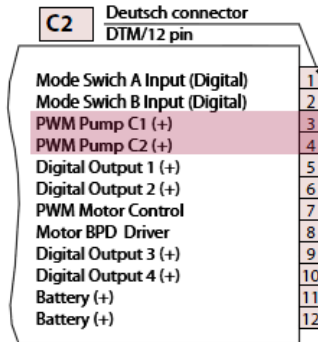 C2 Deutsch connector
DTM/12 pin
Mode Swich A Input (Digital) 1
Mode Swich B Input (Digital) 2
PWM Pump C1 (+) 3
PWM Pump C2 (+) 4
Digital Output 1 (+) 5
Digital Output 2 (+) 6
PWM Motor Control 7
Motor BPD Driver 8
Digital Output 3 (+) 9
Digital Output 4 (+) 10
Battery (+) 11
Battery (+) 12